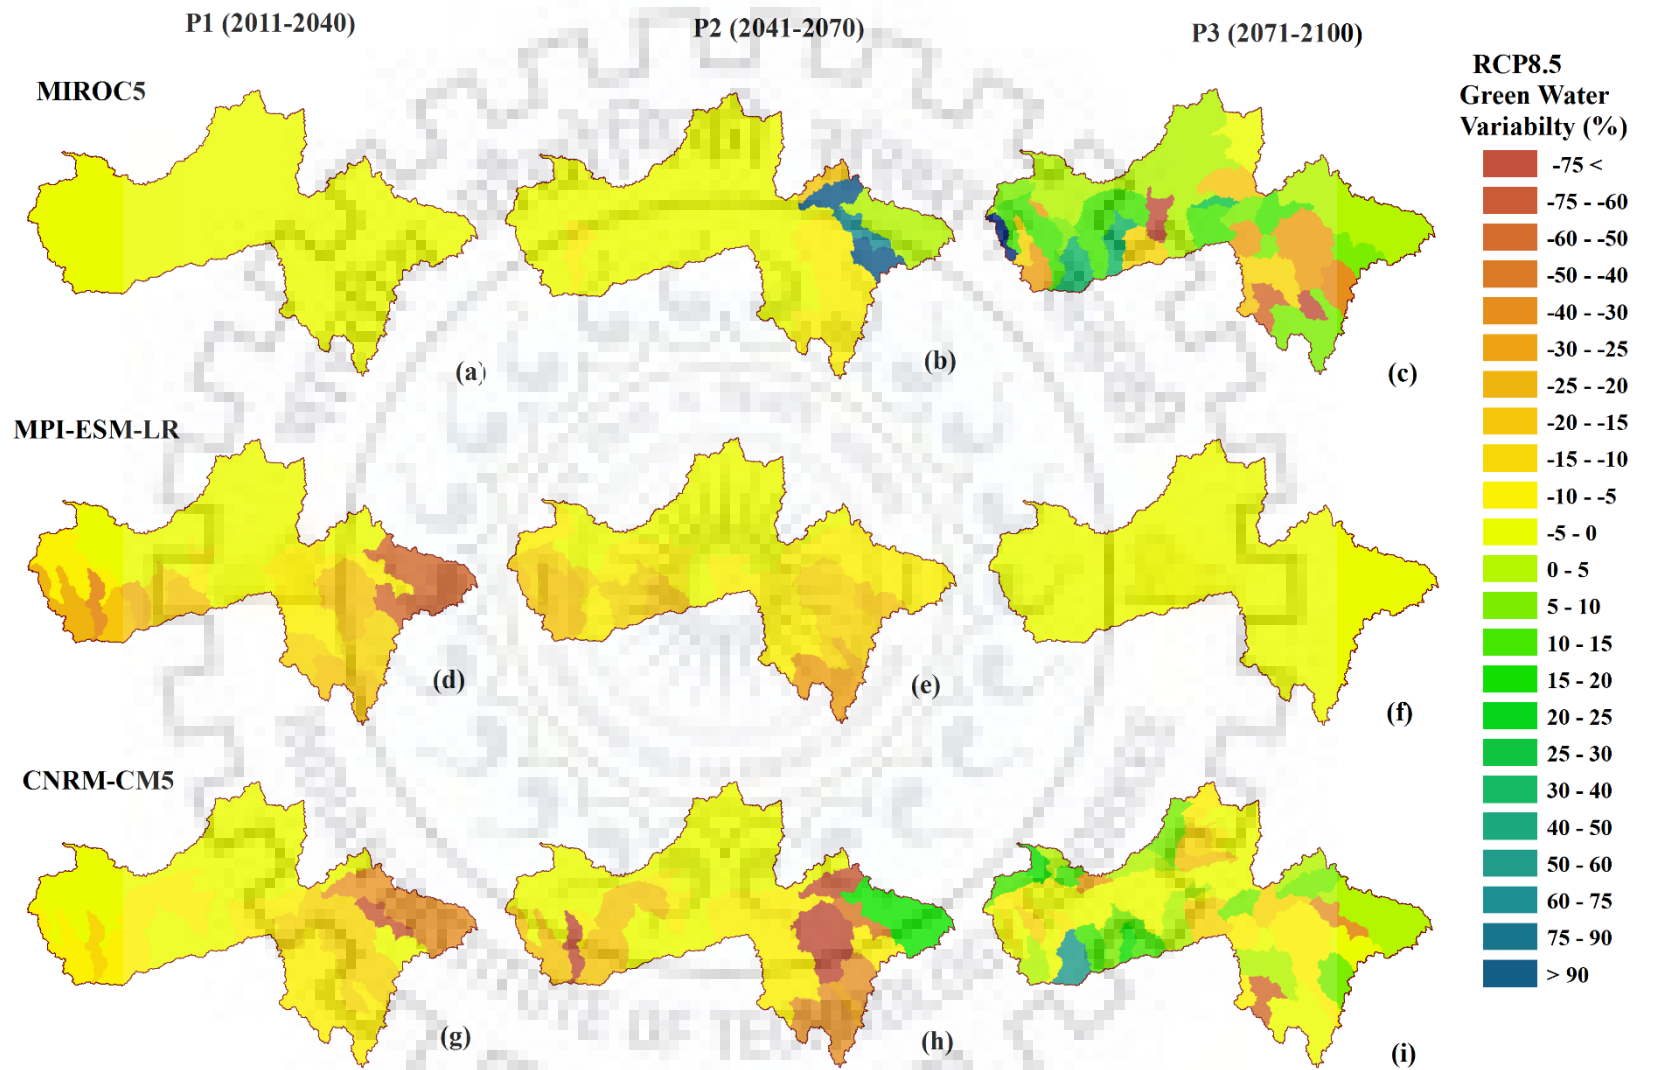 P1 (2011-2040)
P2 (2041-2070)
P3 (2071-2100)
MIROC5
(a)
(b)
(c)
MPI-ESM-LR
(d)
(e)
(f)
CNRM-CM5
(g)
(h)
(i)
RCP8.5
Green Water
Variabilty (%)
-75 <
-75 - -60
-60 - -50
-50 - -40
-40 - -30
-30 - -25
-25 - -20
-20 - -15
-15 - -10
-10 - -5
-5 - 0
0 - 5
5 - 10
10 - 15
15 - 20
20 - 25
25 - 30
30 - 40
40 - 50
50 - 60
60 - 75
75 - 90
> 90